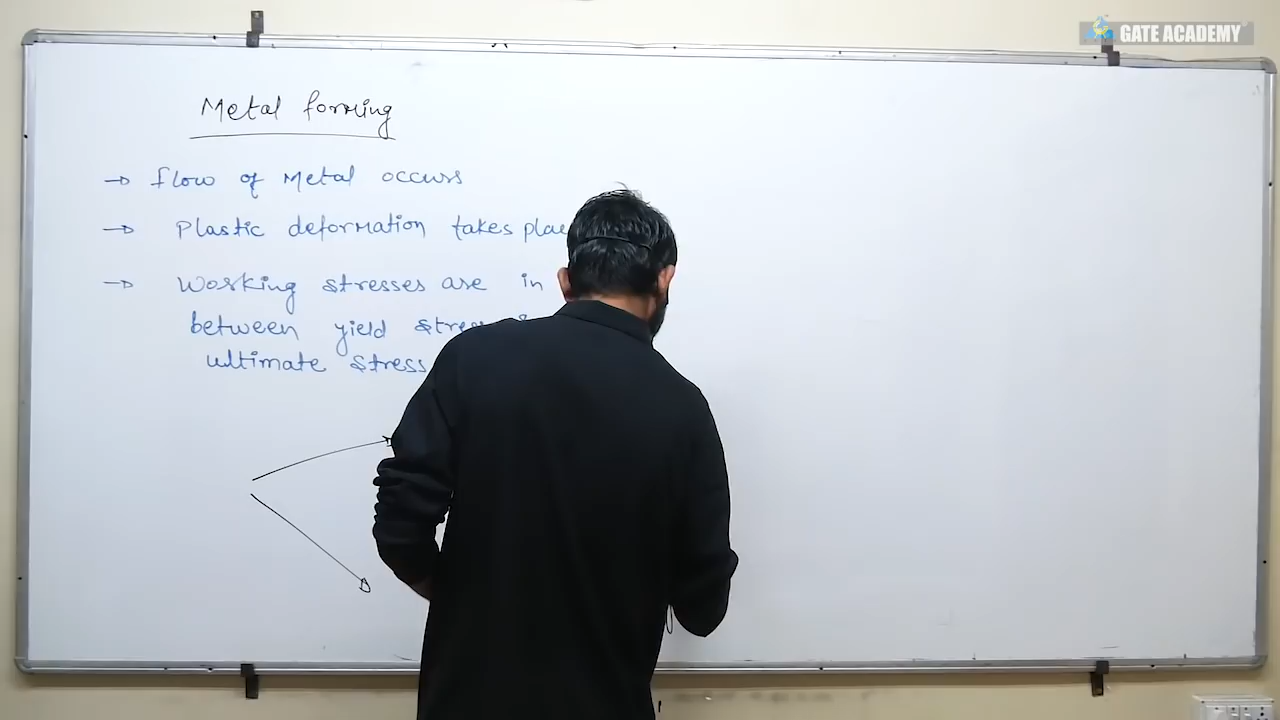 GATE ACADEMY
Metal forming
→ flow of Metal occurs
→ Plastic deformation takes
→ Working stresses are in
between yield stress
ultimate stress